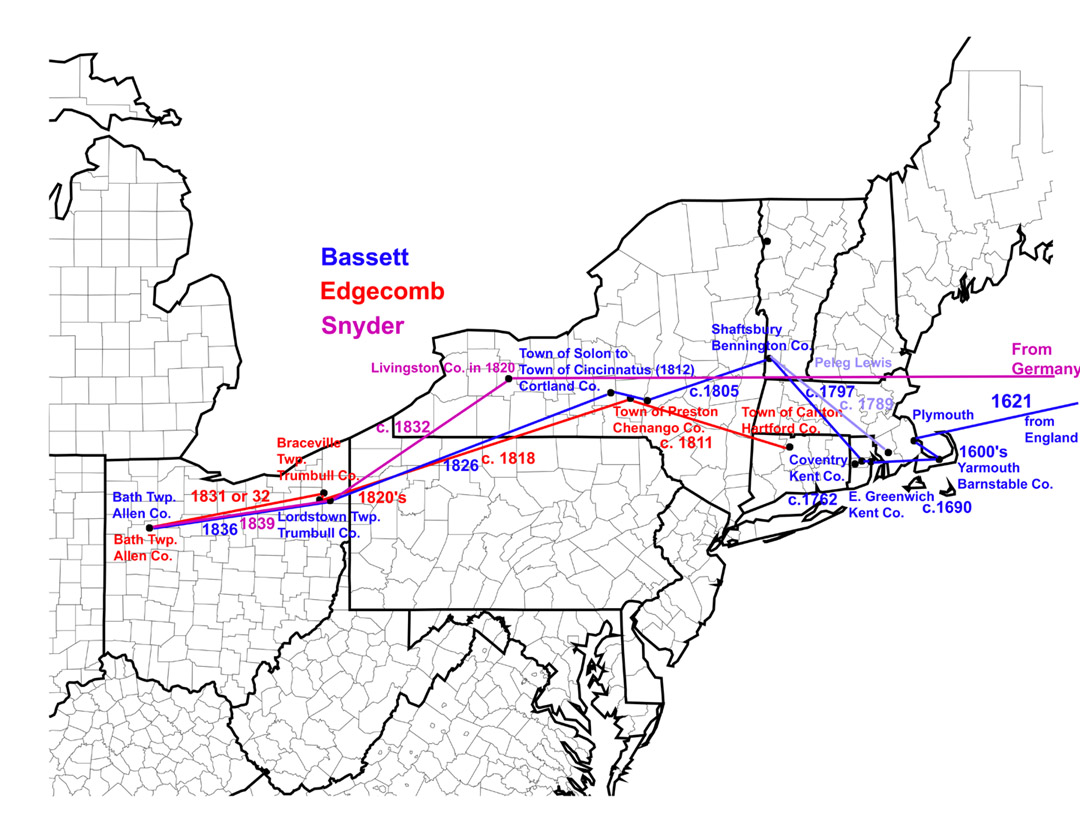 Bassett
Edgecomb
Snyder
Shaftsbury
Bennington Co.
Peleg Lewis
From
Germany
Town of Solon to
Town of Cincinnatus (1812)
Cortland Co.
Livingston Co. in 1820
c.1805
c.1797
c. 1789
1621
from
England
Town of Preston
Chenango Co.
c. 1811
Town of Canton
Hartford Co.
Plymouth
c. 1832
Braceville
Twp.
Trumbull Co.
1826
c. 1818
Coventry
Kent Co.
1600's
Yarmouth
Barnstable Co.
Bath Twp.
Allen Co.
1831 or 32
1820's
c.1762
E. Greenwich
Kent Co.
c.1690
1836
1839
Lordstown Twp.
Trumbull Co.
Bath Twp.
Allen Co.